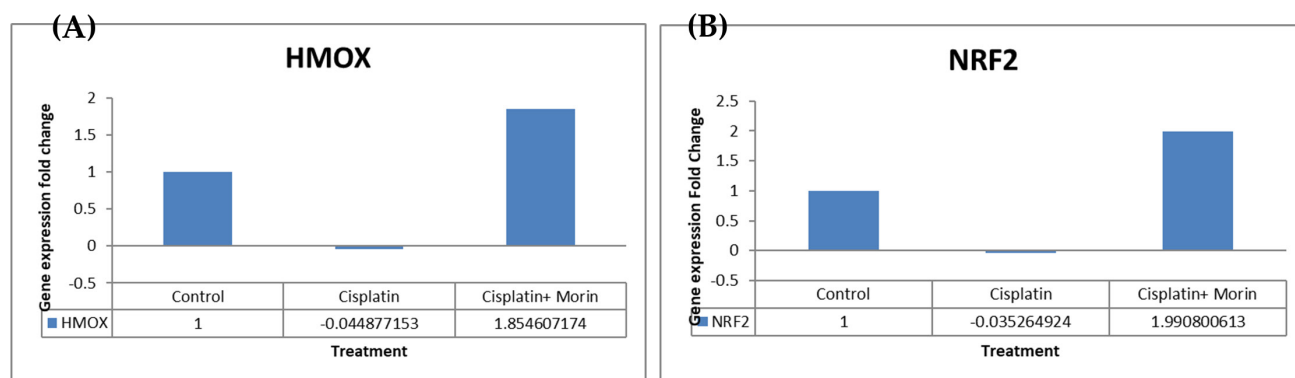 (A)
HMOX
Gene expression fold change
2
1.5
1
0.5
0
-0.5
Control Cisplatin Cisplatin+ Morin
HMOX 1 -0.044877153 1.854607174
Treatment
(B)
NRF2
Gene expression Fold Change
2.5
2
1.5
1
0.5
0
-0.5
Control Cisplatin Cisplatin+ Morin
NRF2 1 -0.035264924 1.990800613
Treatment